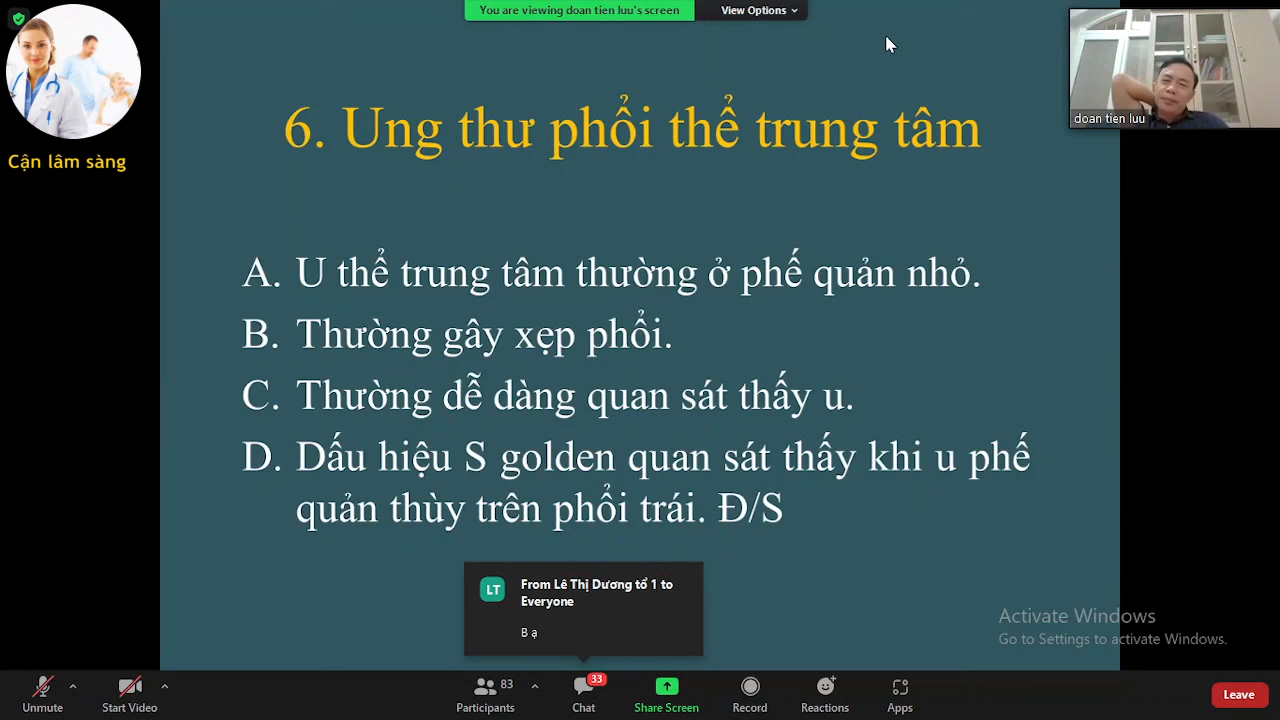 You are viewing doan tien luu's screen
View Options
doan tien luu
Cận lâm sàng
6. Ung thư phổi thể trung tâm
A. U thể trung tâm thường ở phế quản nhỏ.
B. Thường gây xẹp phổi.
C. Thường dễ dàng quan sát thấy u.
D. Dấu hiệu S golden quan sát thấy khi u phế
quản thùy trên phổi trái. Đ/S
LT
From Lê Thị Dương tổ 1 to
Everyone
B ạ
Activate Windows
Go to Settings to activate Windows.
Unmute
Start Video
83
Participants
33
Chat
Share Screen
Record
Reactions
Apps
Leave